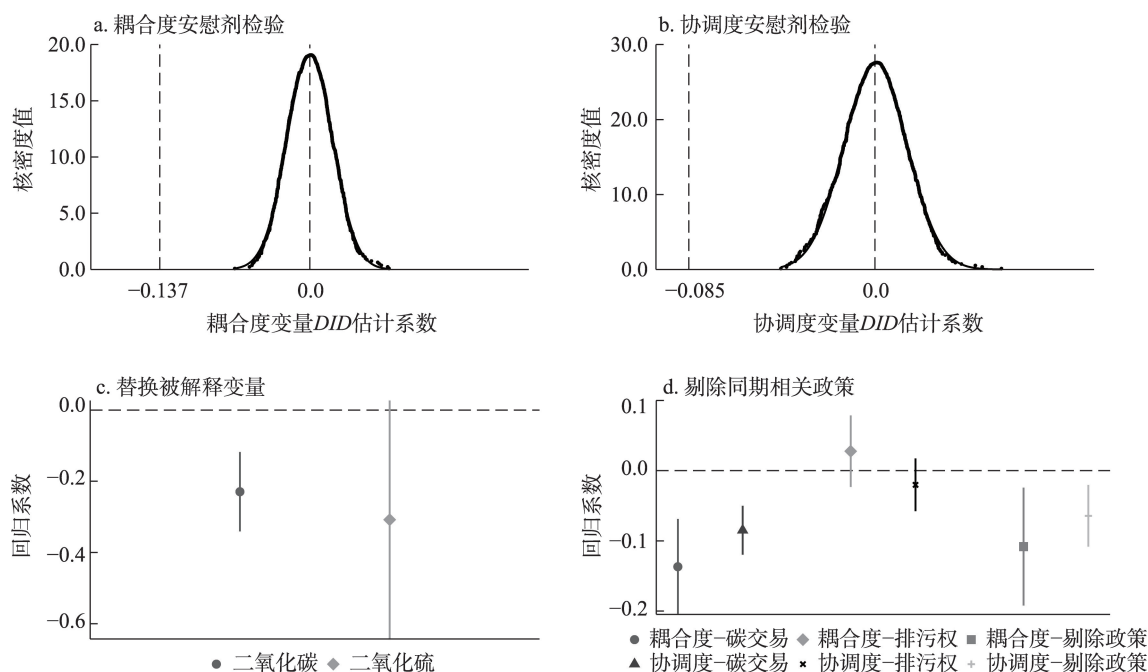 a. 耦合度安慰剂检验
20.0
15.0
10.0
5.0
0.0
核密度值
−0.137
0.0
耦合度变量DID估计系数
b. 协调度安慰剂检验
30.0
20.0
10.0
0.0
核密度值
−0.085
0.0
协调度变量DID估计系数
c. 替换被解释变量
0.0
−0.2
−0.4
−0.6
回归系数
二氧化碳 二氧化硫
d. 剔除同期相关政策
0.1
0.0
−0.1
−0.2
回归系数
耦合度−碳交易 耦合度−排污权 耦合度−剔除政策
协调度−碳交易 协调度−排污权 协调度−剔除政策